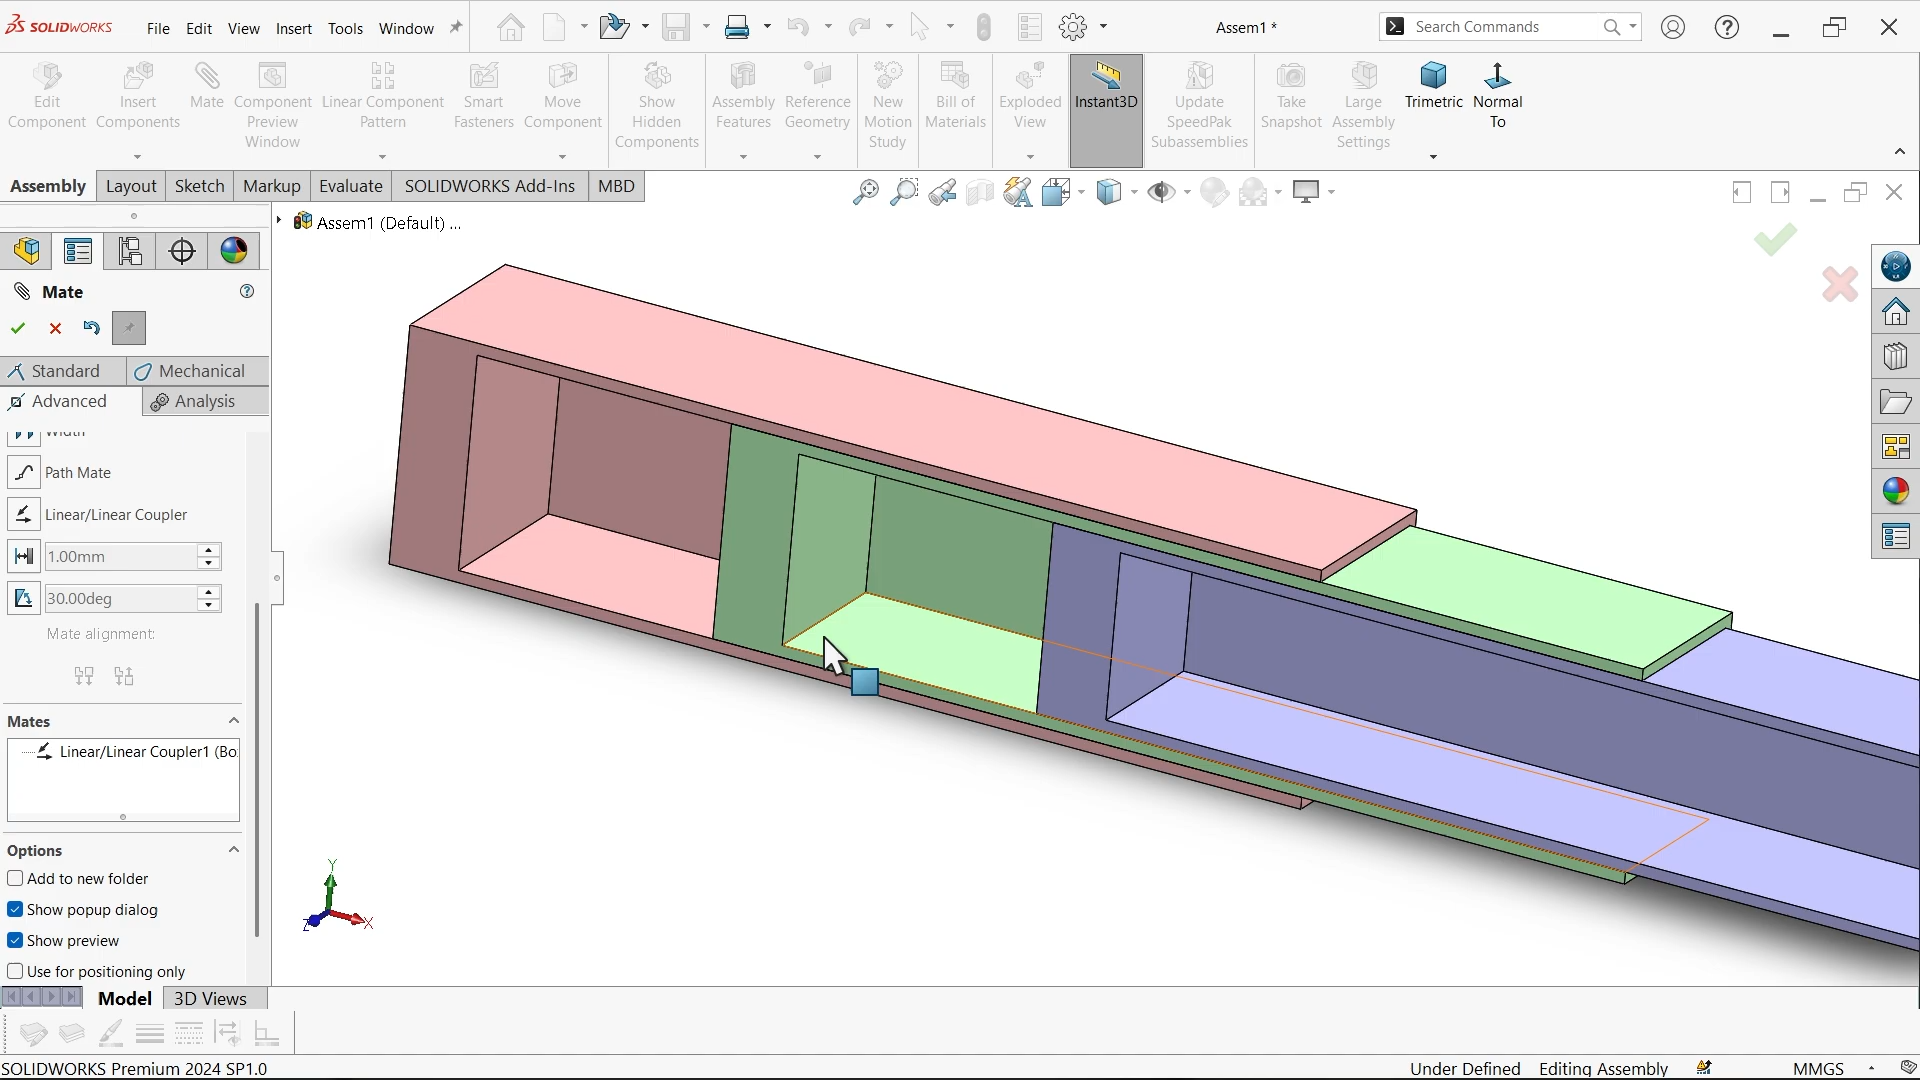 SOLIDWORKS
File Edit View Insert Tools Window
Assem1 *
Search Commands
Edit Component
Insert Components
Mate
Component Preview Window
Linear Component Pattern
Smart Fasteners
Move Component
Show Hidden Components
Assembly Features
Reference Geometry
New Motion Study
Bill of Materials
Exploded View
Instant3D
Update SpeedPak Subassemblies
Take Snapshot
Large Assembly Settings
Trimetric
Normal To
Assembly Layout Sketch Markup Evaluate SOLIDWORKS Add-Ins MBD
Assem1 (Default) ...
Mate
Standard Mechanical
Advanced Analysis
Width
Path Mate
Linear/Linear Coupler
1.00mm
30.00deg
Mate alignment:
Mates
Linear/Linear Coupler1 (Bo
Options
Add to new folder
Show popup dialog
Show preview
Use for positioning only
Y
X
Z
Model 3D Views
SOLIDWORKS Premium 2024 SP1.0
Under Defined Editing Assembly MMGS